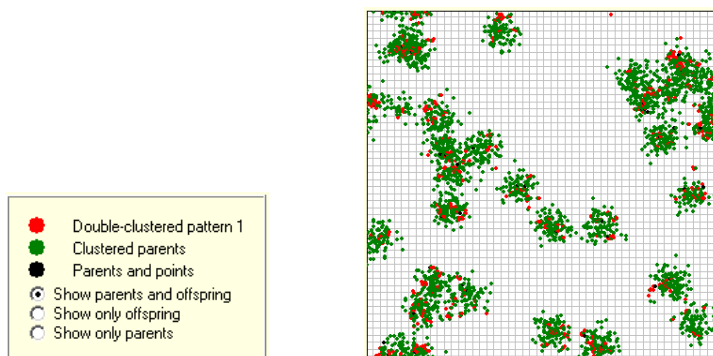 Double-clustered pattern 1
Clustered parents
Parents and points
Show parents and offspring
Show only offspring
Show only parents